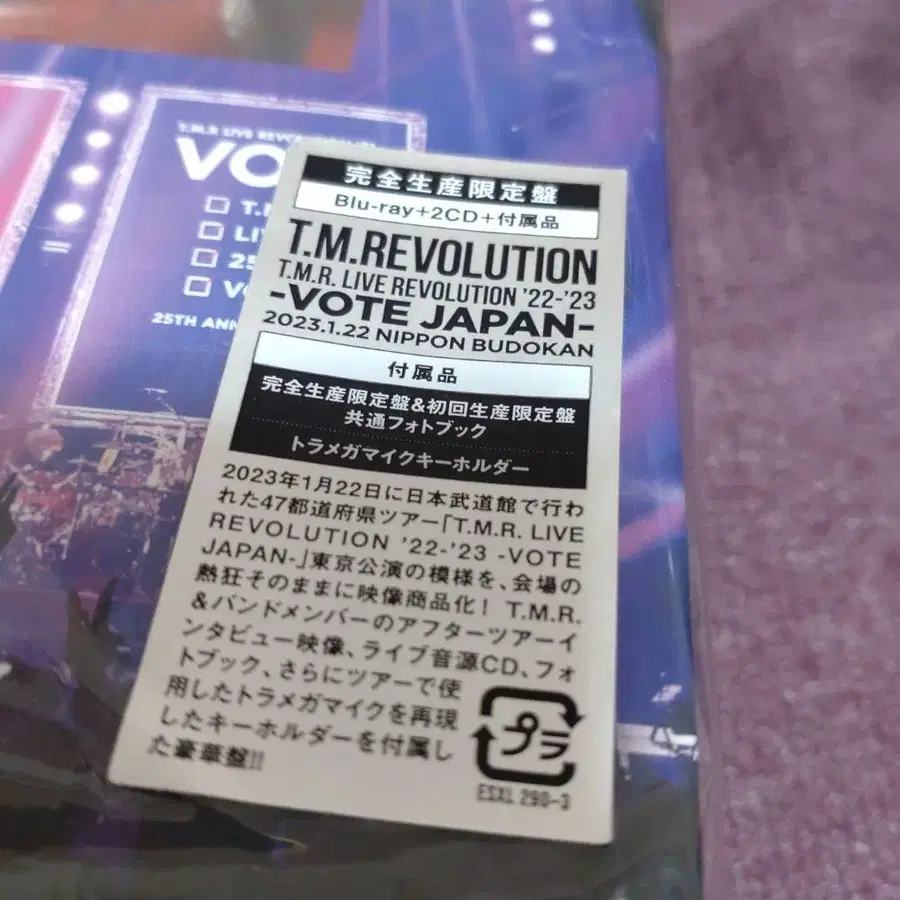 T.M.R LIVE REVO
VO
□ T.
□ LI
□ 25
□ V
25TH ANN
完全生産限定盤
Blu-ray+2CD+付属品
T.M.REVOLUTION
T.M.R. LIVE REVOLUTION '22-'23
-VOTE JAPAN-
2023.1.22 NIPPON BUDOKAN
付属品
完全生産限定盤&初回生産限定盤
共通フォトブック
トラメガマイクキーホルダー
2023年1月22日に日本武道館で行わ
れた47都道府県ツアー「T.M.R. LIVE
REVOLUTION '22-'23 -VOTE
JAPAN-」東京公演の模様を、会場の
熱狂そのままに映像商品化! T.M.R.
&バンドメンバーのアフターツアーイ
ンタビュー映像、ライブ音源CD、フォ
トブック、さらにツアーで使
用したトラメガマイクを再現
したキーホルダーを付属し
た豪華盤!!
プラ
ESXL 290-3